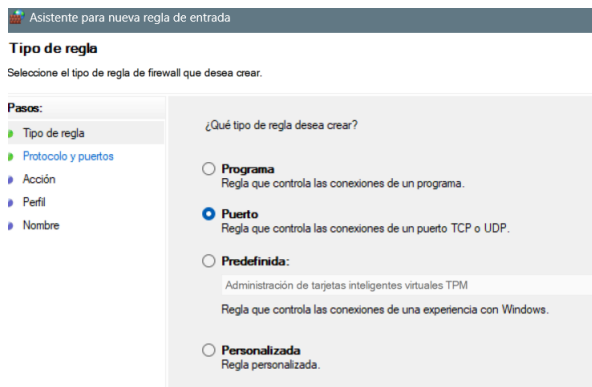 Asistente para nueva regla de entrada
Tipo de regla
Seleccione el tipo de regla de firewall que desea crear.
Pasos:
Tipo de regla
Protocolo y puertos
Acción
Perfil
Nombre
¿Qué tipo de regla desea crear?
Programa
Regla que controla las conexiones de un programa.
Puerto
Regla que controla las conexiones de un puerto TCP o UDP.
Predefinida:
Administración de tarjetas inteligentes virtuales TPM
Regla que controla las conexiones de una experiencia con Windows.
Personalizada
Regla personalizada.